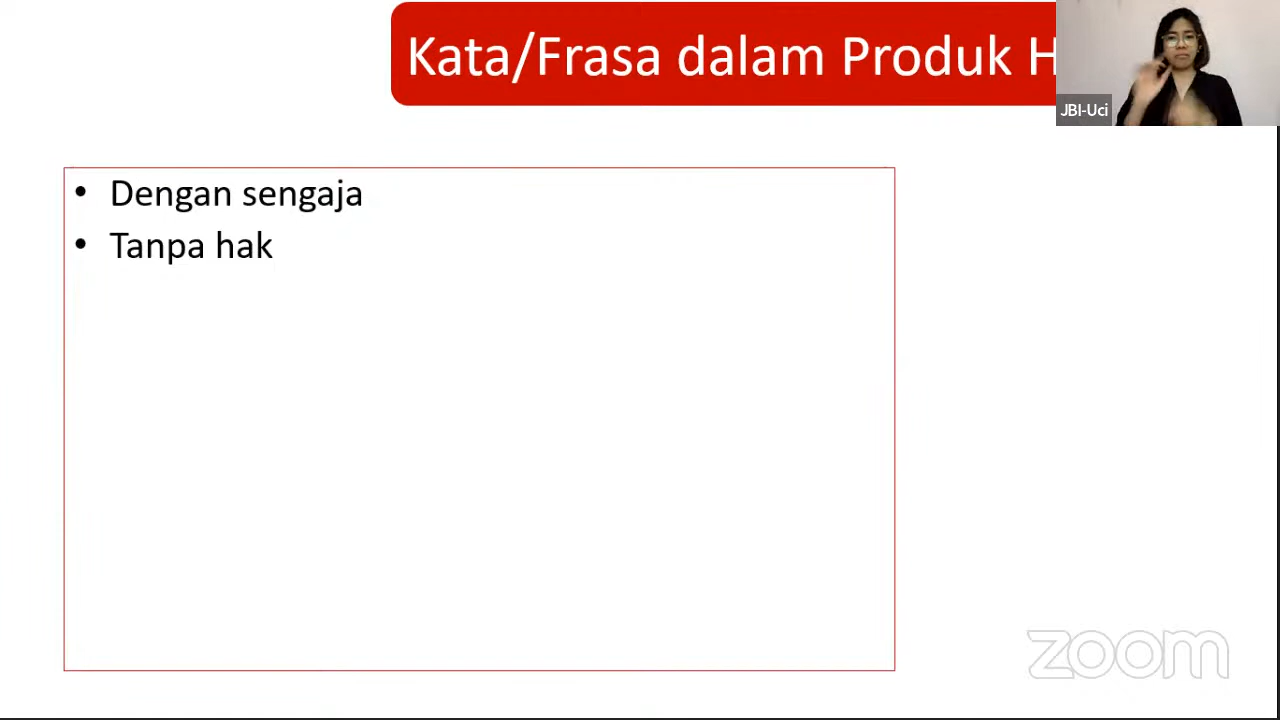 Kata/Frasa dalam Produk H
JBI-Uci
• Dengan sengaja
• Tanpa hak
zoom